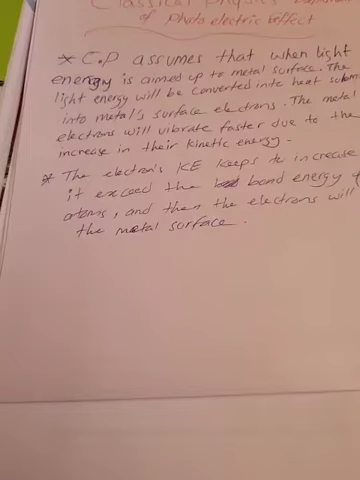 Classical Physics
of photo electric Effect
* C.P assumes that when light
energy is aimed up to metal surface. The
light energy will be converted into heat
into metal's surface electrons. The metal
electrons will vibrate faster due to the
increase in their kinetic energy.
* The electron's KE keeps to increase
it exceed the bond energy of
atoms, and then the electrons will
the metal surface.